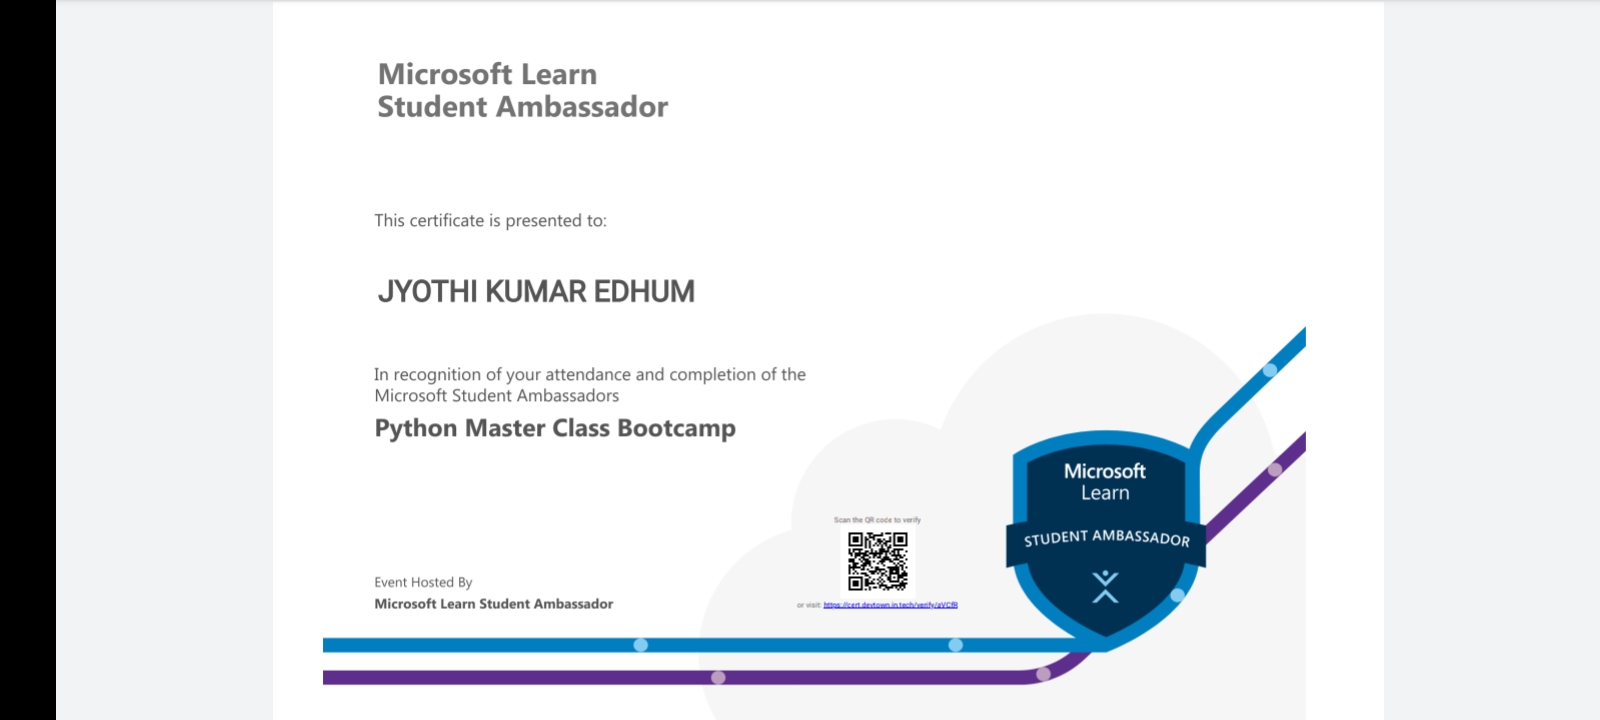 Microsoft Learn
Student Ambassador
This certificate is presented to:
JYOTHI KUMAR EDHUM
In recognition of your attendance and completion of the
Microsoft Student Ambassadors
Python Master Class Bootcamp
Scan the QR code to verify
Event Hosted By
Microsoft Learn Student Ambassador
or visit: https://cert.devtown.in.tech/verify/aVCfR
Microsoft
Learn
STUDENT AMBASSADOR